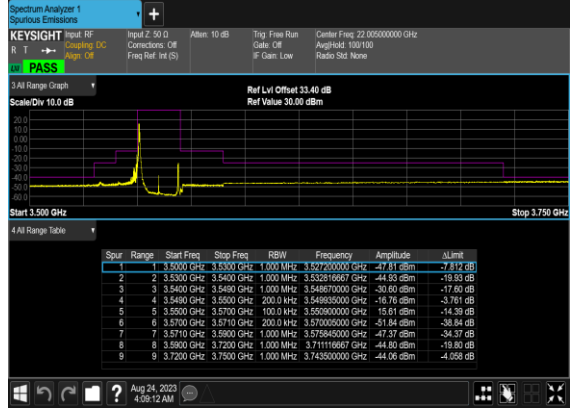 Spectrum Analyzer 1
Spurious Emissions
KEYSIGHT Input: RF Input Z: 50 Ω Atten: 10 dB Trig: Free Run Center Freq: 22.005000000 GHz
R T Coupling: DC Corrections: Off Gate: Off Avg|Hold: 100/100
Align: Off Freq Ref: Int (S) IF Gain: Low Radio Std: None
PASS
3 All Range Graph
Ref Lvl Offset 33.40 dB
Scale/Div 10.0 dB Ref Value 30.00 dBm
20.0
10.0
0.00
-10.0
-20.0
-30.0
-40.0
-50.0
-60.0
Start 3.500 GHz Stop 3.750 GHz
4 All Range Table
Spur Range Start Freq Stop Freq RBW Frequency Amplitude ΔLimit
1 1 3.5000 GHz 3.5300 GHz 1.000 MHz 3.527200000 GHz -47.81 dBm -7.812 dB
2 2 3.5300 GHz 3.5400 GHz 1.000 MHz 3.532816667 GHz -44.93 dBm -19.93 dB
3 3 3.5400 GHz 3.5490 GHz 1.000 MHz 3.548670000 GHz -30.60 dBm -17.60 dB
4 4 3.5490 GHz 3.5500 GHz 200.0 kHz 3.549935000 GHz -16.76 dBm -3.761 dB
5 5 3.5500 GHz 3.5700 GHz 100.0 kHz 3.550900000 GHz 15.61 dBm -14.39 dB
6 6 3.5700 GHz 3.5710 GHz 200.0 kHz 3.570005000 GHz -51.84 dBm -38.84 dB
7 7 3.5710 GHz 3.5900 GHz 1.000 MHz 3.575845000 GHz -47.37 dBm -34.37 dB
8 8 3.5900 GHz 3.7200 GHz 1.000 MHz 3.711116667 GHz -44.80 dBm -19.80 dB
9 9 3.7200 GHz 3.7500 GHz 1.000 MHz 3.743500000 GHz -44.06 dBm -4.058 dB
Aug 24, 2023
4:09:12 AM